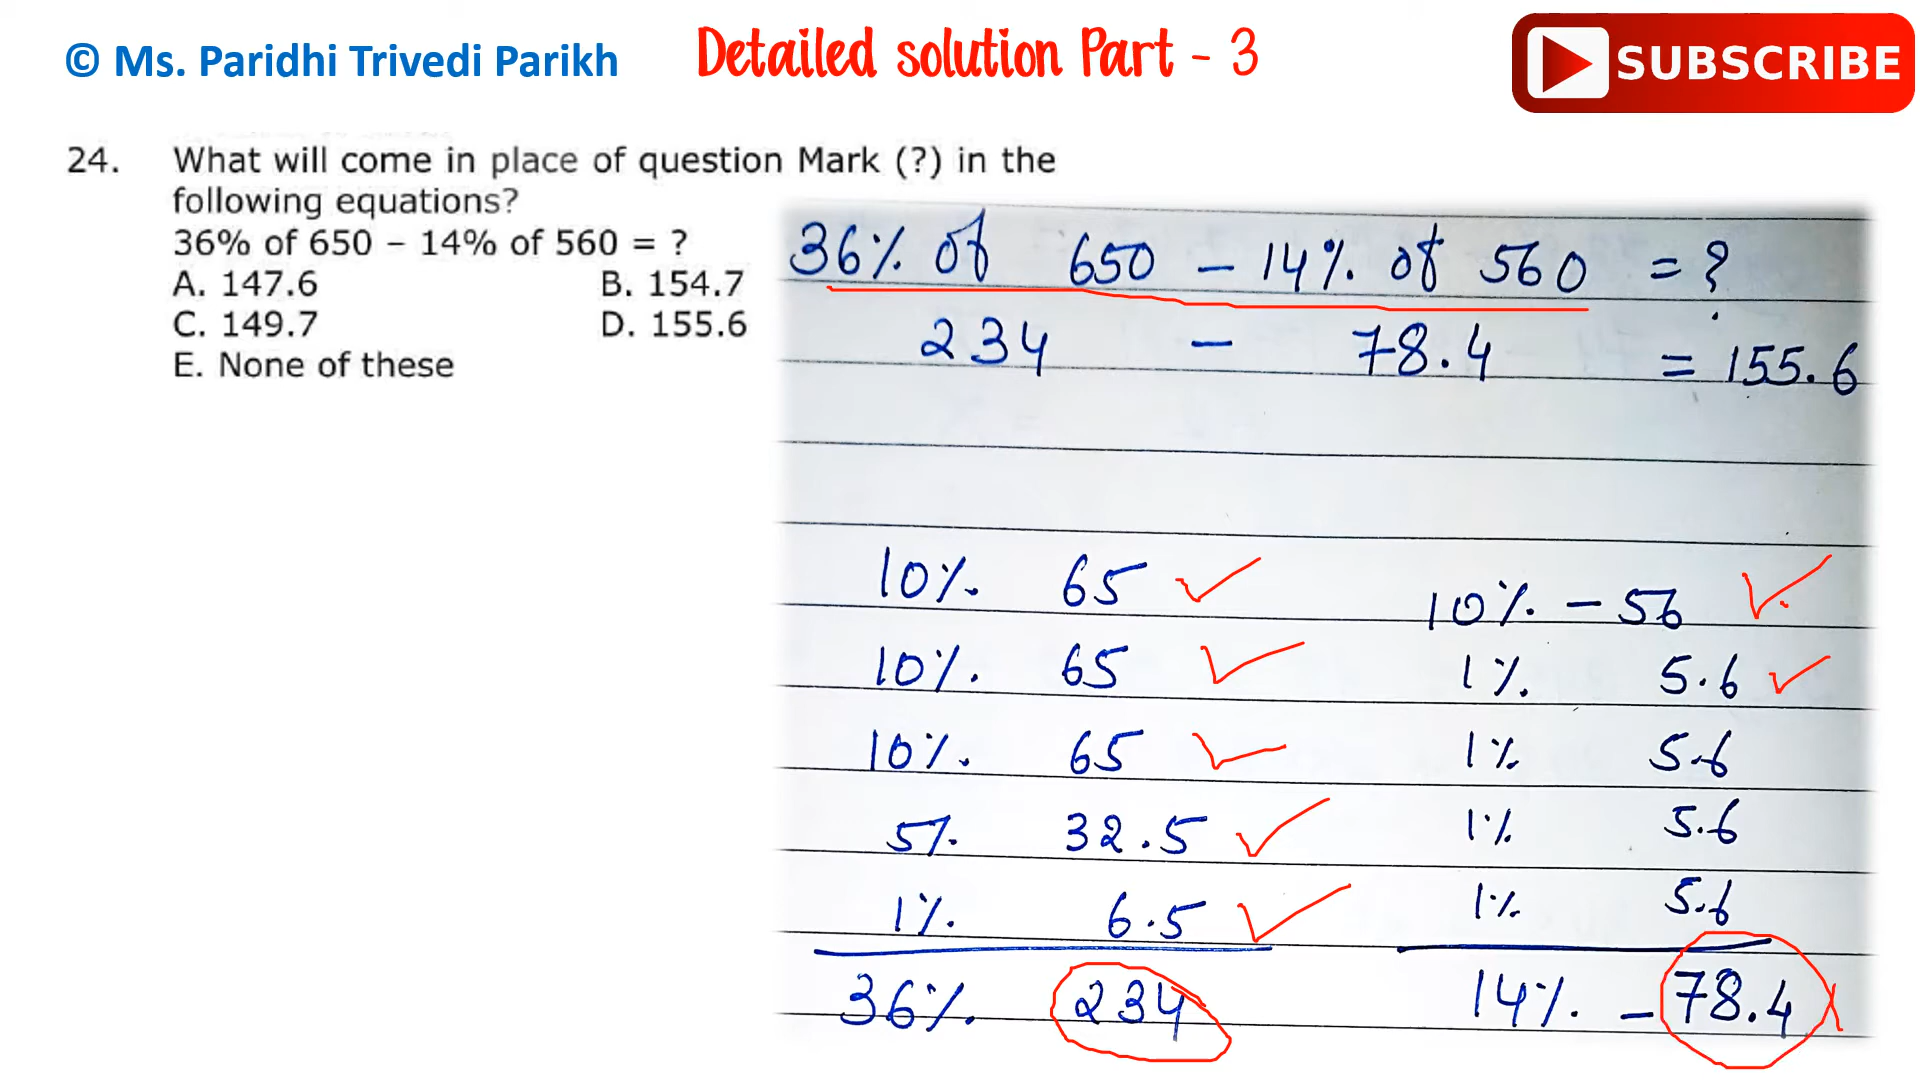 © Ms. Paridhi Trivedi Parikh
Detailed solution Part - 3
SUBSCRIBE
24. What will come in place of question Mark (?) in the
following equations?
36% of 650 – 14% of 560 = ?
A. 147.6 B. 154.7
C. 149.7 D. 155.6
E. None of these
36% of 650 - 14% of 560 = ?
234 - 78.4 = 155.6
10% 65
10% 65
10% 65
5% 32.5
1% 6.5
36% 234
10% - 56
1% 5.6
1% 5.6
1% 5.6
1% 5.6
14% - 78.4